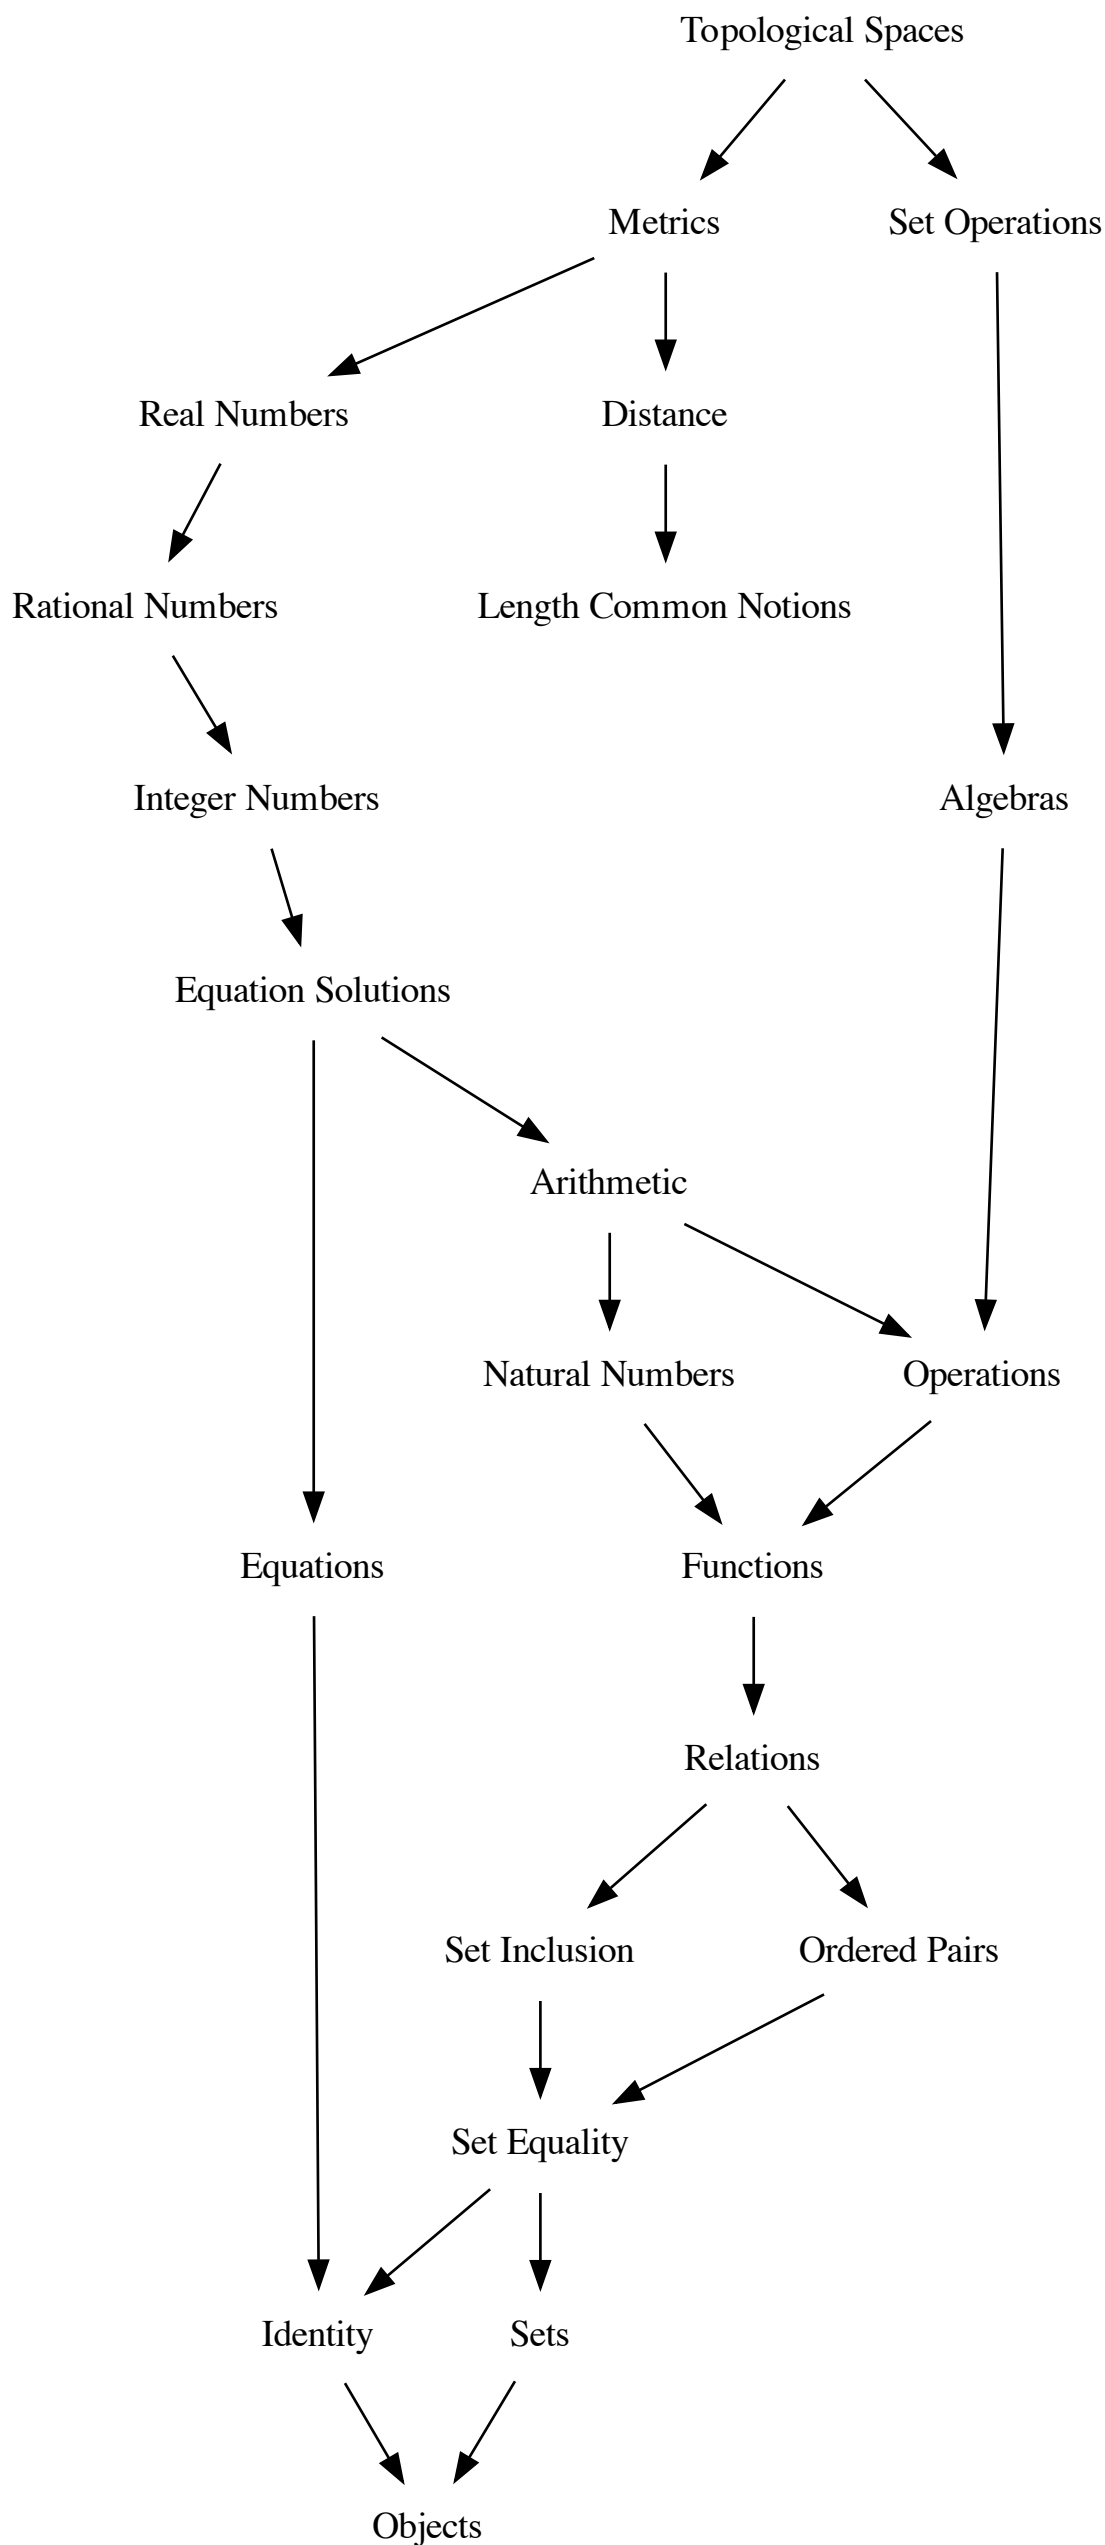 Topological Spaces
Metrics
Set Operations
Real Numbers
Distance
Rational Numbers
Length Common Notions
Integer Numbers
Algebras
Equation Solutions
Arithmetic
Natural Numbers
Operations
Equations
Functions
Relations
Set Inclusion
Ordered Pairs
Set Equality
Identity
Sets
Objects